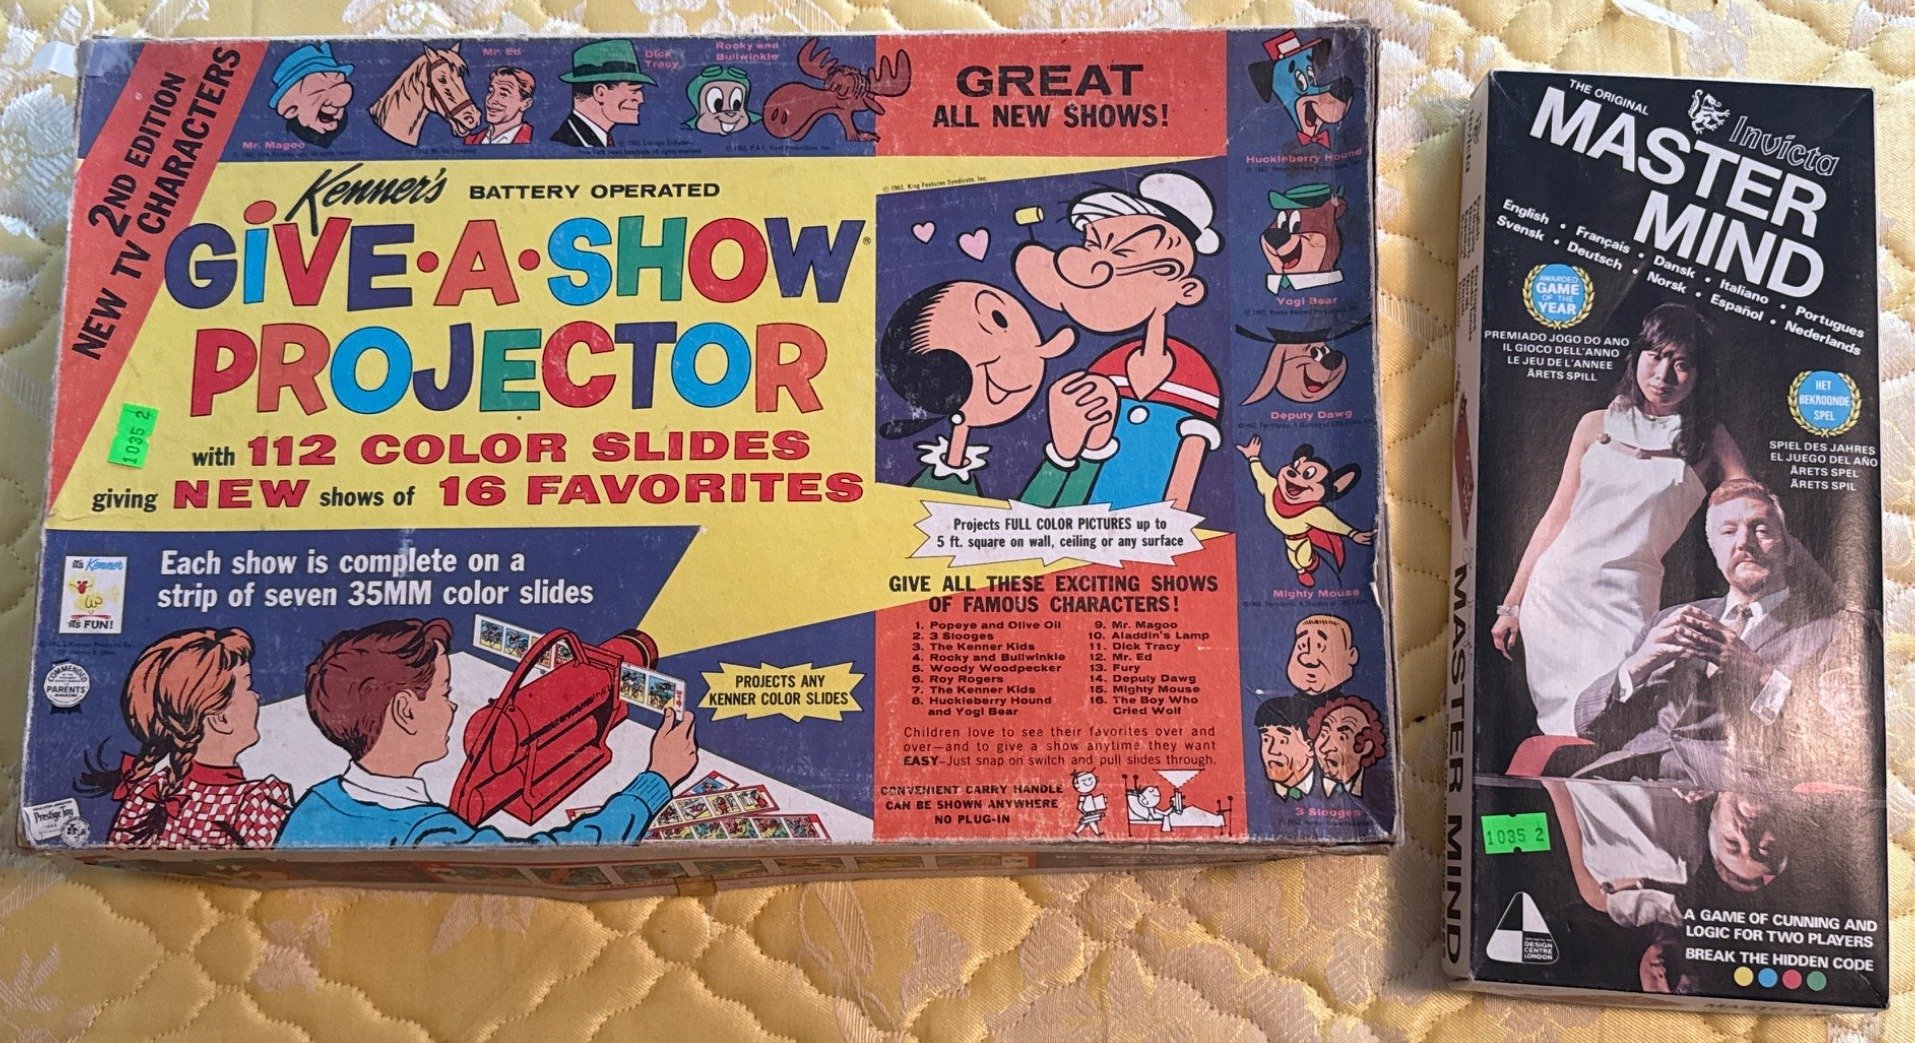 2ND EDITION
NEW TV CHARACTERS
Mr. Magoo
Mr. Ed
Dick
Tracy
Rocky and
Bullwinkle
GREAT
ALL NEW SHOWS!
Huckleberry Hound
Kenner's BATTERY OPERATED
GIVE•A•SHOW®
PROJECTOR
with 112 COLOR SLIDES
giving NEW shows of 16 FAVORITES
1035 2
© 1962, King Features Syndicate, Inc.
Yogi Bear
Deputy Dawg
Mighty Mouse
3 Stooges
Projects FULL COLOR PICTURES up to
5 ft. square on wall, ceiling or any surface
Each show is complete on a
strip of seven 35MM color slides
It's Kenner
It's FUN!
COMMENDED
PARENTS
Prestige Toy
PROJECTS ANY
KENNER COLOR SLIDES
GIVE ALL THESE EXCITING SHOWS
OF FAMOUS CHARACTERS!
1. Popeye and Olive Oil
2. 3 Stooges
3. The Kenner Kids
4. Rocky and Bullwinkle
5. Woody Woodpecker
6. Roy Rogers
7. The Kenner Kids
8. Huckleberry Hound
and Yogi Bear
9. Mr. Magoo
10. Aladdin's Lamp
11. Dick Tracy
12. Mr. Ed
13. Fury
14. Deputy Dawg
15. Mighty Mouse
16. The Boy Who
Cried Wolf
Children love to see their favorites over and
over—and to give a show anytime they want
EASY-Just snap on switch and pull slides through.
CONVENIENT CARRY HANDLE
CAN BE SHOWN ANYWHERE
NO PLUG-IN
THE ORIGINAL
Invicta
MASTER
MIND
English • Français • Dansk • Italiano • Portugues
Svensk • Deutsch • Norsk • Español • Nederlands
AWARDED
GAME
OF THE
YEAR
PREMIADO JOGO DO ANO
IL GIOCO DELL'ANNO
LE JEU DE L'ANNEE
ÅRETS SPILL
HET
BEKROONDE
SPEL
SPIEL DES JAHRES
EL JUEGO DEL AÑO
ÅRETS SPEL
ÅRETS SPIL
1035 2
DESIGN
CENTRE
LONDON
A GAME OF CUNNING AND
LOGIC FOR TWO PLAYERS
BREAK THE HIDDEN CODE
MASTER MIND